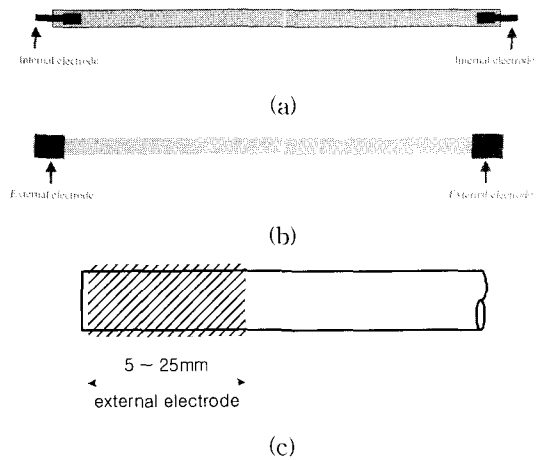 Internal electrode
Internal electrode
(a)
External electrode
External electrode
(b)
5 ~ 25mm
external electrode
(c)